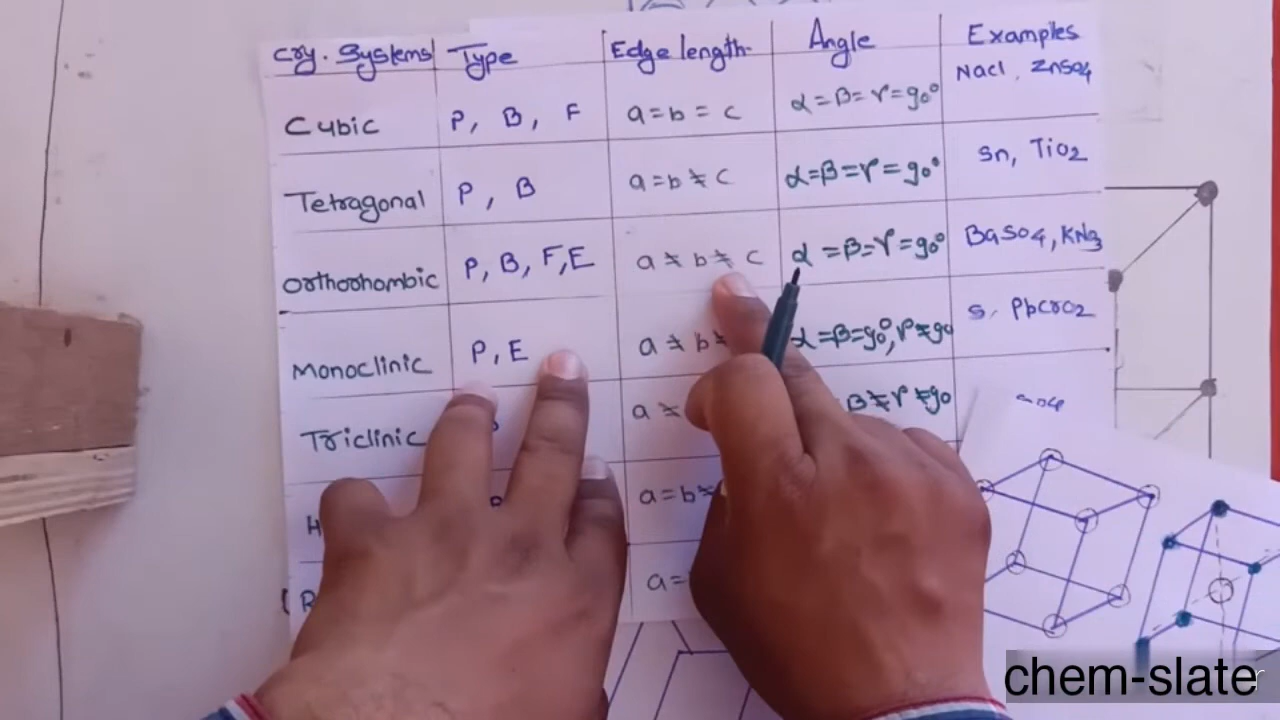 Cry. Systems Type Edge length Angle Examples
Cubic P, B, F a = b = c α = β = γ = 90° Nacl, ZnSO4
Tetragonal P, B a = b ≠ c α = β = γ = 90° Sn, TiO2
Orthorhombic P, B, F, E a ≠ b ≠ c α = β = γ = 90° BaSO4, KNO3
Monoclinic P, E a ≠ b ≠ α = β = 90°, γ ≠ 90 S, PbCrO2
Triclinic a ≠ β ≠ γ ≠ 90
H a = b ≠
(R a =
chem-slate